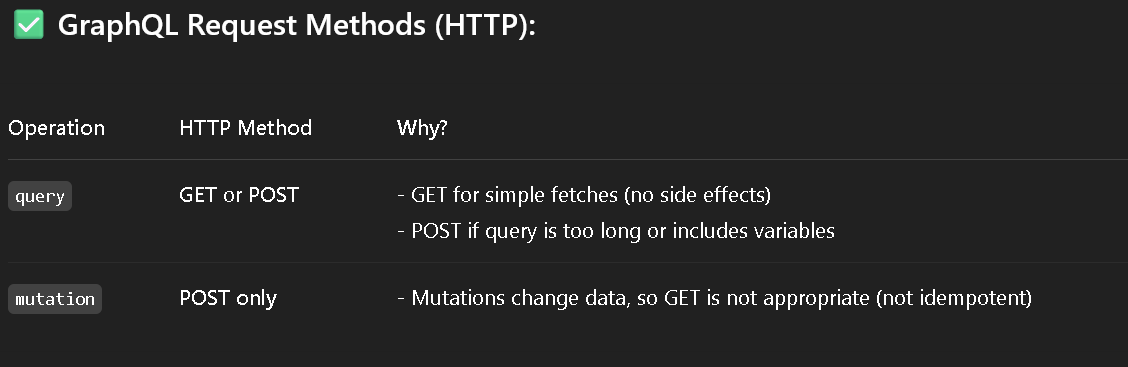 ✅ GraphQL Request Methods (HTTP):
Operation HTTP Method Why?
query GET or POST - GET for simple fetches (no side effects)
- POST if query is too long or includes variables
mutation POST only - Mutations change data, so GET is not appropriate (not idempotent)